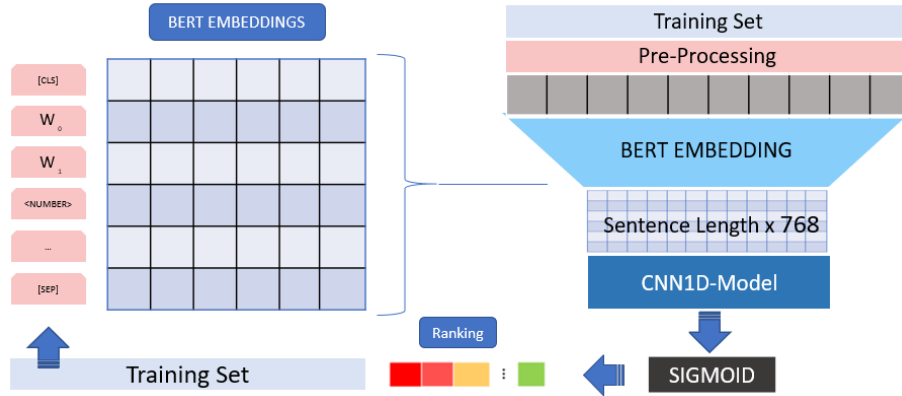 BERT EMBEDDINGS
[CLS]
W0
W1
<NUMBER>
...
[SEP]
Training Set
Training Set
Pre-Processing
BERT EMBEDDING
Sentence Length x 768
CNN1D-Model
SIGMOID
Ranking